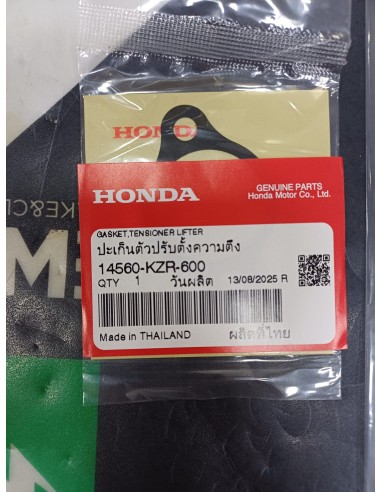 HONDA
HONDA
GENUINE PARTS
Honda Motor Co., Ltd.
GASKET,TENSIONER LIFTER
ปะเก็นตัวปรับตั้งความตึง
14560-KZR-600
QTY 1 วันผลิต 13/08/2025 R
Made in THAILAND ผลิตที่ไทย